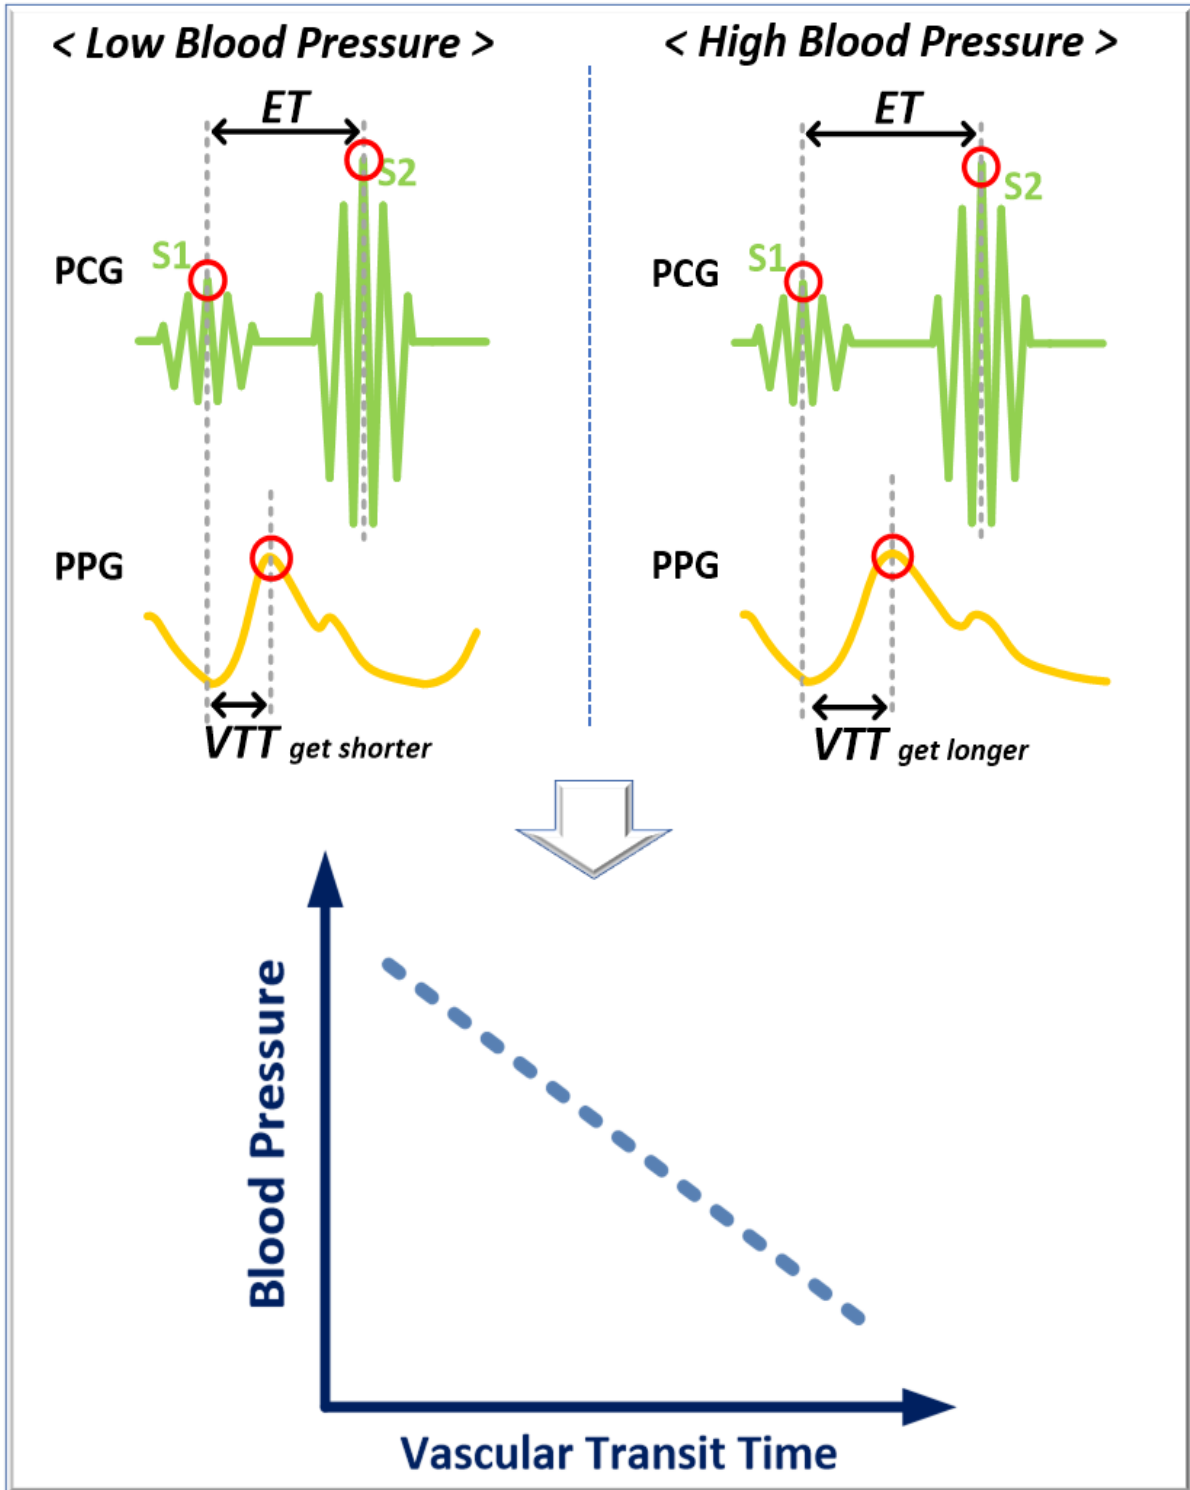 < Low Blood Pressure >
ET
S2
S1
PCG
PPG
VTT get shorter
< High Blood Pressure >
ET
S2
S1
PCG
PPG
VTT get longer
Blood Pressure
Vascular Transit Time